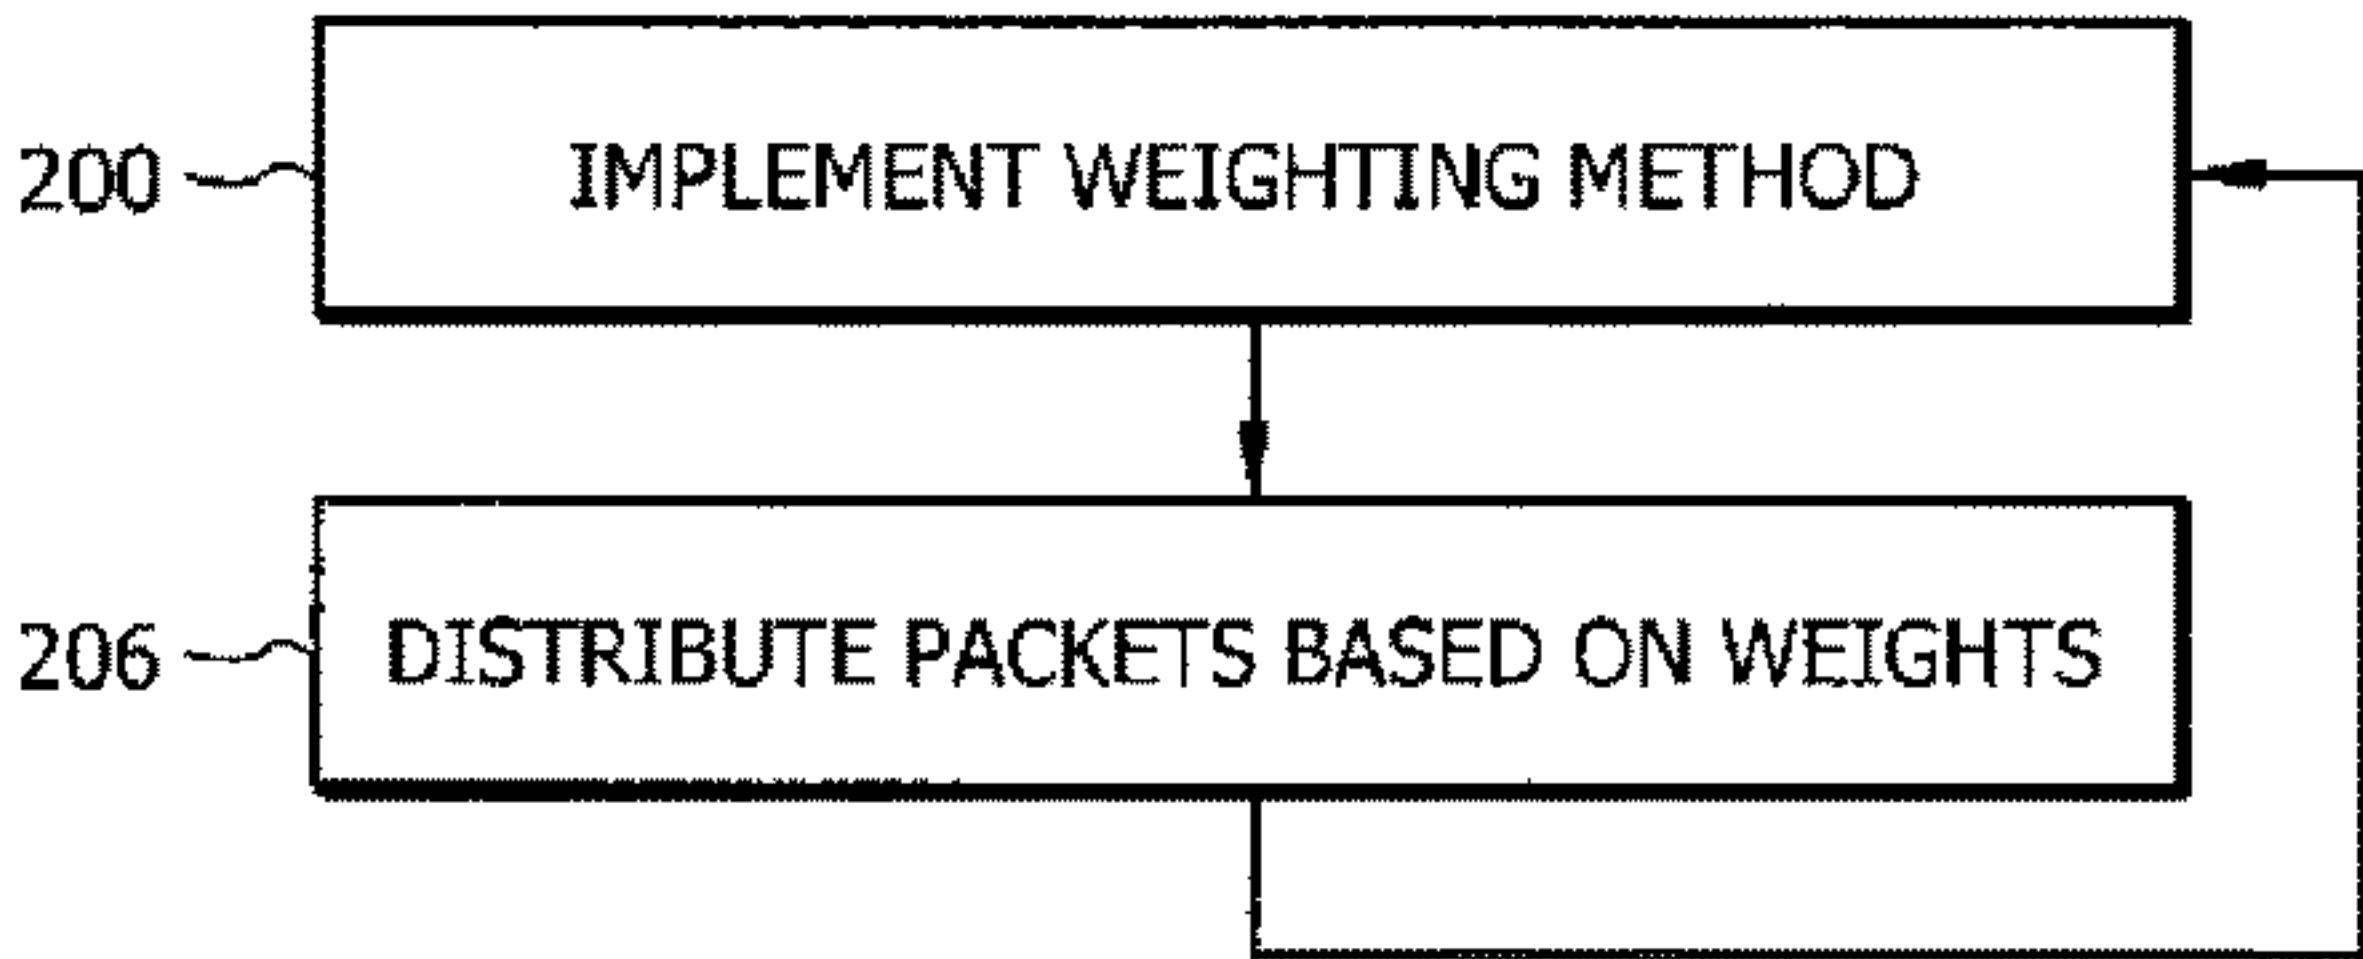 200 IMPLEMENT WEIGHTING METHOD
206 DISTRIBUTE PACKETS BASED ON WEIGHTS